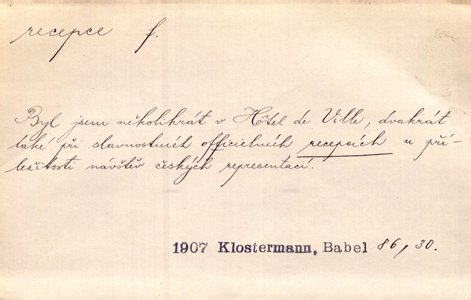 recepce f.
Byl jsem několikrát v Hôtel de Ville, dvakrát
také při slavnostních officielních recepcích u pří-
ležitosti návštěv českých representací.
1907 Klostermann, Babel 86, 30.